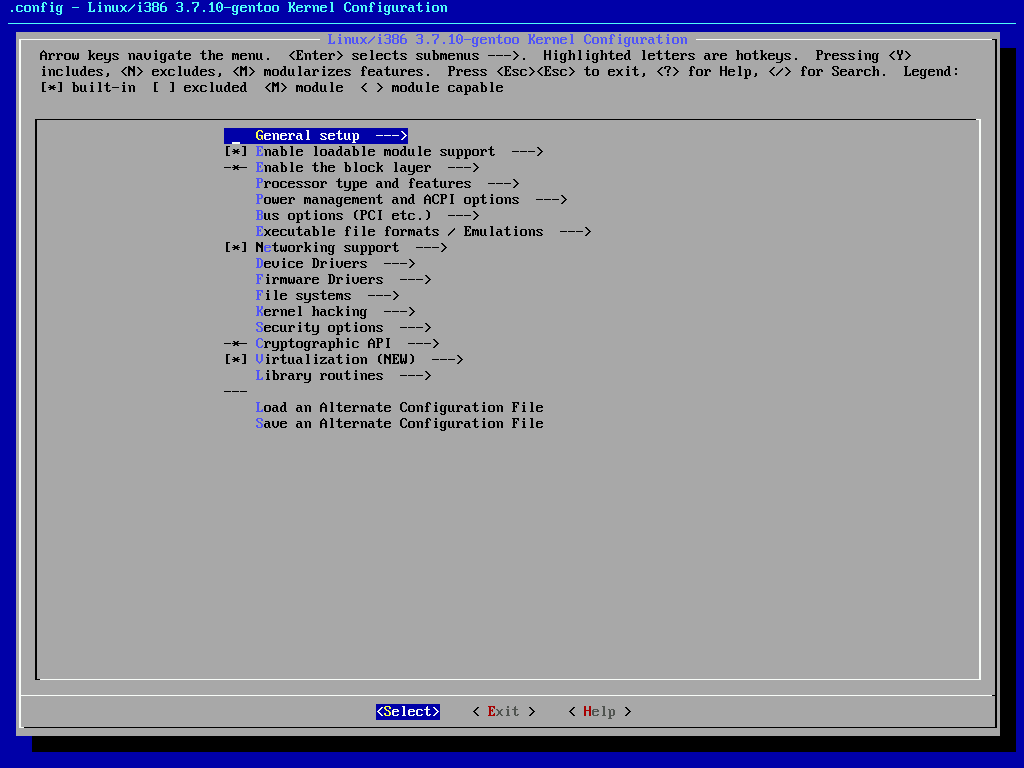 .config - Linux/i386 3.7.10-gentoo Kernel Configuration
Linux/i386 3.7.10-gentoo Kernel Configuration
Arrow keys navigate the menu.  <Enter> selects submenus --->.  Highlighted letters are hotkeys.  Pressing <Y>
includes, <N> excludes, <M> modularizes features.  Press <Esc><Esc> to exit, <?> for Help, </> for Search.  Legend:
[*] built-in  [ ] excluded  <M> module  < > module capable
General setup  --->
[*] Enable loadable module support  --->
-*- Enable the block layer  --->
Processor type and features  --->
Power management and ACPI options  --->
Bus options (PCI etc.)  --->
Executable file formats / Emulations  --->
[*] Networking support  --->
Device Drivers  --->
Firmware Drivers  --->
File systems  --->
Kernel hacking  --->
Security options  --->
-*- Cryptographic API  --->
[*] Virtualization (NEW)  --->
Library routines  --->
---
Load an Alternate Configuration File
Save an Alternate Configuration File
<Select>    < Exit >    < Help >